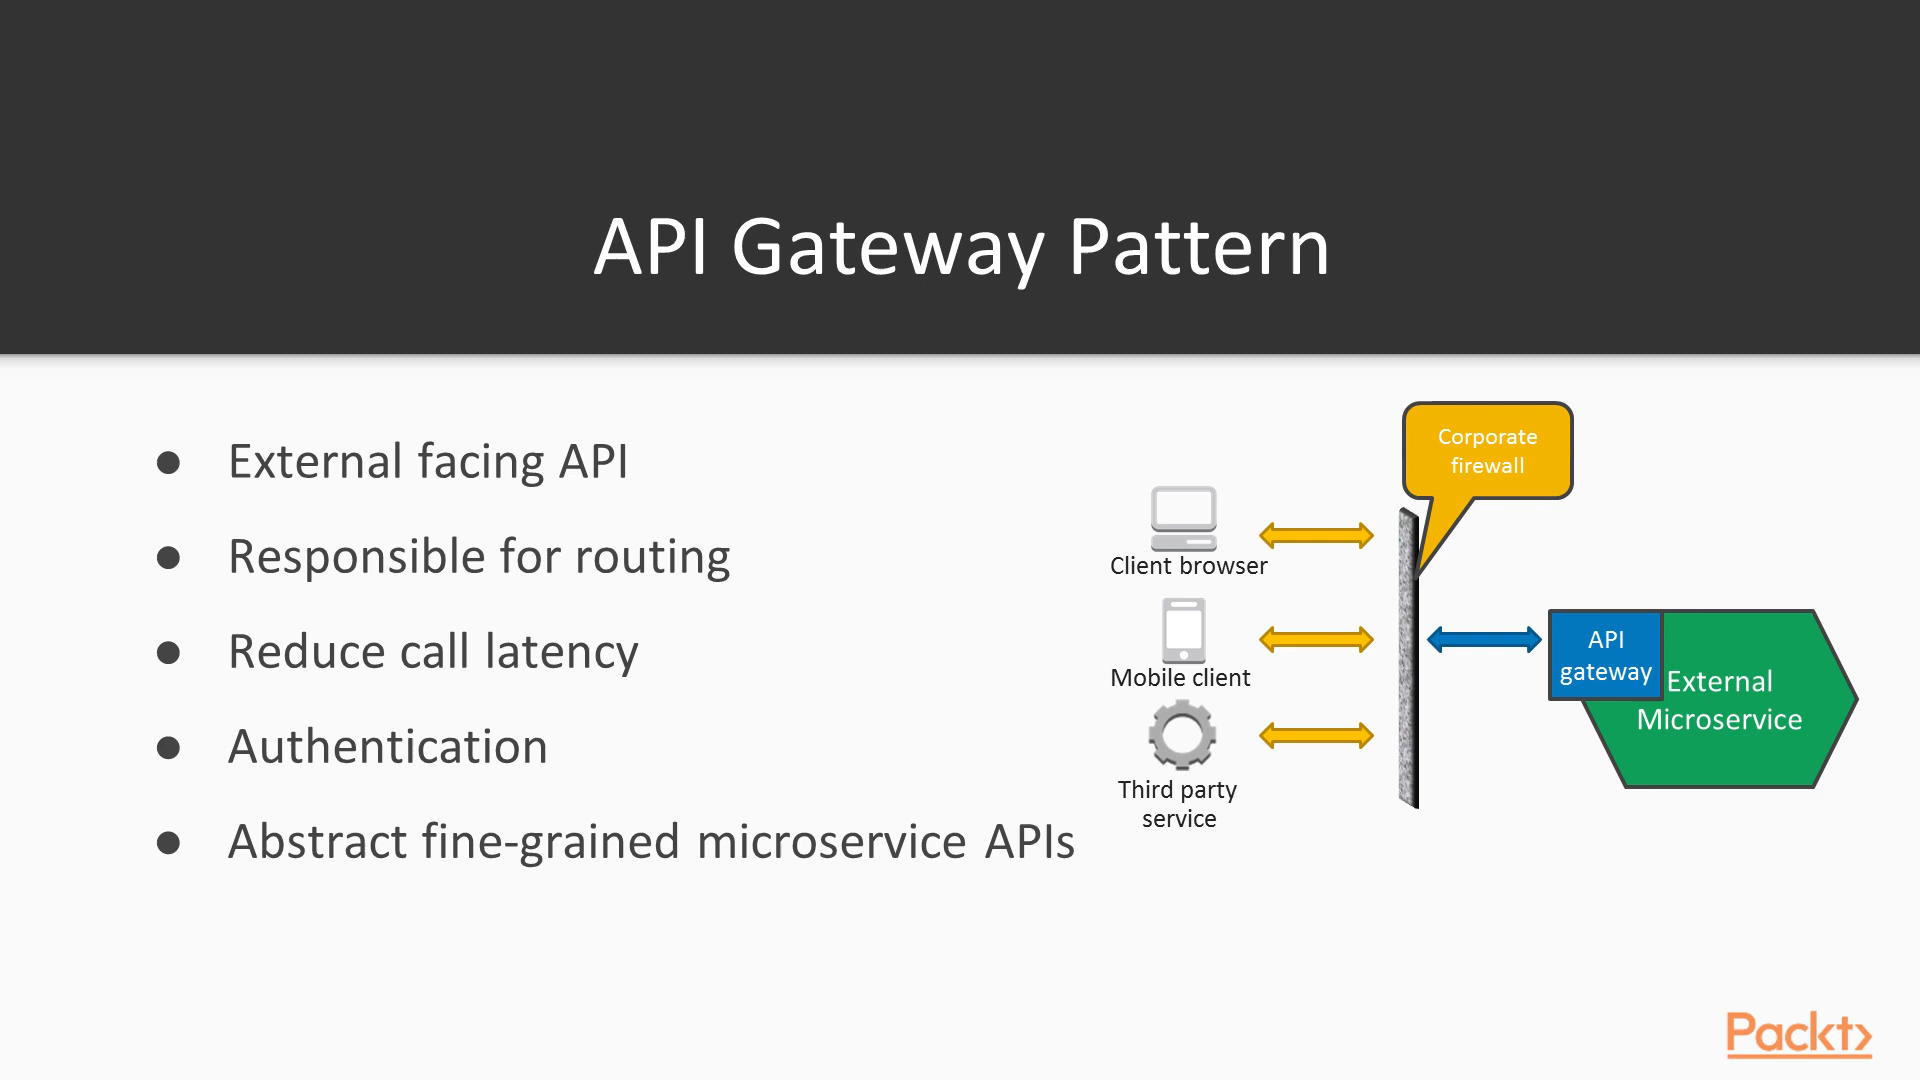 API Gateway Pattern
● External facing API
● Responsible for routing
● Reduce call latency
● Authentication
● Abstract fine-grained microservice APIs
Corporate
firewall
Client browser
Mobile client
Third party
service
API
gateway
External
Microservice
Packt>